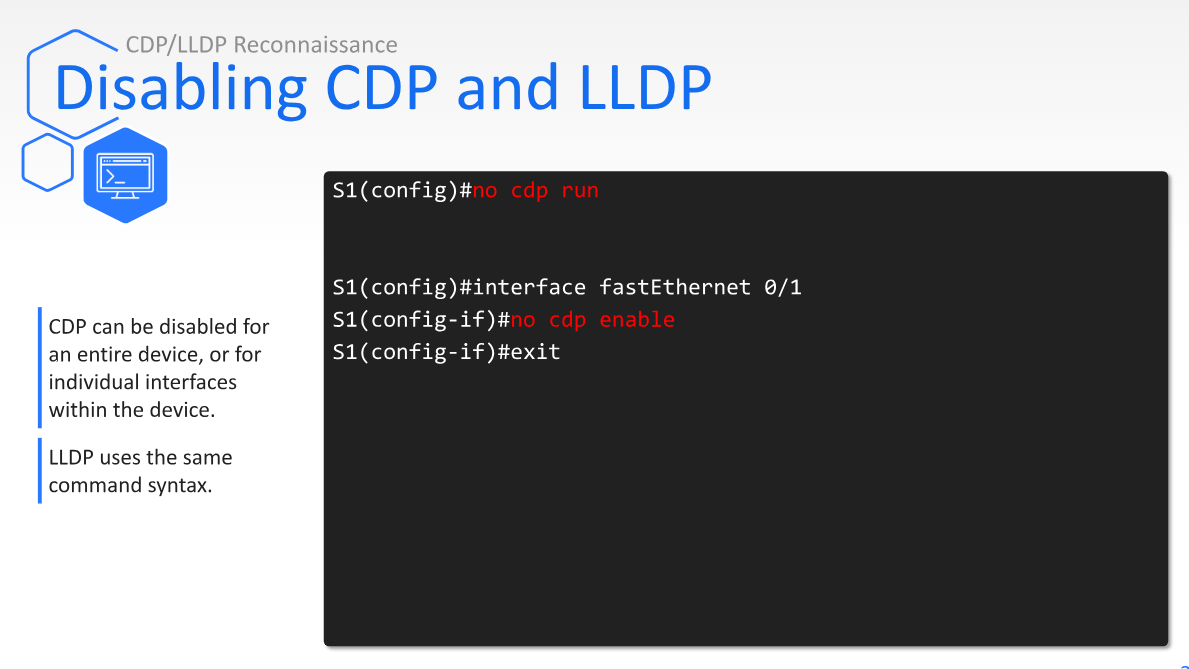 CDP/LLDP Reconnaissance
Disabling CDP and LLDP
S1(config)#no cdp run
S1(config)#interface fastEthernet 0/1
S1(config-if)#no cdp enable
S1(config-if)#exit
CDP can be disabled for
an entire device, or for
individual interfaces
within the device.
LLDP uses the same
command syntax.